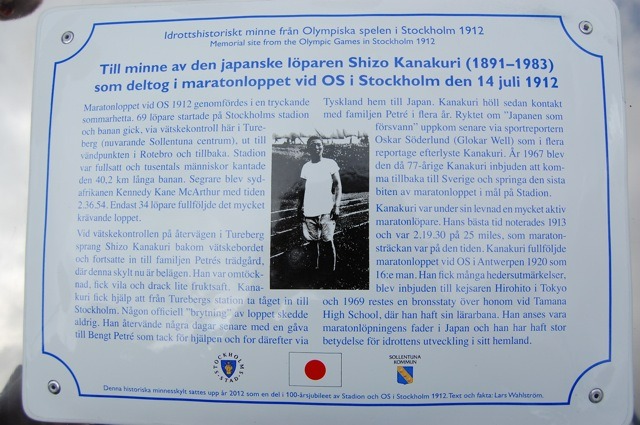 Idrottshistoriskt minne från Olympiska spelen i Stockholm 1912
Memorial site from the Olympic Games in Stockholm 1912
Till minne av den japanske löparen Shizo Kanakuri (1891–1983)
som deltog i maratonloppet vid OS i Stockholm den 14 juli 1912
Maratonloppet vid OS 1912 genomfördes i en tryckande
sommarhetta. 69 löpare startade på Stockholms stadion
och banan gick, via vätskekontroll här i Ture-
berg (nuvarande Sollentuna centrum), ut till
vändpunkten i Rotebro och tillbaka. Stadion
var fullsatt och tusentals människor kantade
den 40,2 km långa banan. Segrare blev syd-
afrikanen Kennedy Kane McArthur med tiden
2.36.54. Endast 34 löpare fullföljde det mycket
krävande loppet.
Vid vätskekontrollen på återvägen i Tureberg
sprang Shizo Kanakuri bakom vätskebordet
och fortsatte in till familjen Petrés trädgård,
där denna skylt nu är belägen. Han var omtöck-
nad, fick vila och drack lite fruktsaft. Kana-
kuri fick hjälp att från Turebergs station ta tåget in till
Stockholm. Någon officiell "brytning" av loppet skedde
aldrig. Han återvände några dagar senare med en gåva
till Bengt Petré som tack för hjälpen och for därefter via
Tyskland hem till Japan. Kanakuri höll sedan kontakt
med familjen Petré i flera år. Ryktet om "Japanen som
försvann" uppkom senare via sportreportern
Oskar Söderlund (Glokar Well) som i flera
reportage efterlyste Kanakuri. År 1967 blev
den då 77-årige Kanakuri inbjuden att kom-
ma tillbaka till Sverige och springa den sista
biten av maratonloppet i mål på Stadion.
Kanakuri var under sin levnad en mycket aktiv
maratonlöpare. Hans bästa tid noterades 1913
och var 2.19.30 på 25 miles, som maraton-
sträckan var på den tiden. Kanakuri fullföljde
maratonloppet vid OS i Antwerpen 1920 som
16:e man. Han fick många hedersutmärkelser,
blev inbjuden till kejsaren Hirohito i Tokyo
och 1969 restes en bronsstaty över honom vid Tamana
High School, där han haft sin lärarbana. Han anses vara
maratonlöpningens fader i Japan och han har haft stor
betydelse för idrottens utveckling i sitt hemland.
STOCKHOLMS
STAD
SOLLENTUNA
KOMMUN
Denna historiska minnesskylt sattes upp år 2012 som en del i 100-årsjubileet av Stadion och OS i Stockholm 1912. Text och fakta: Lars Wahlström.